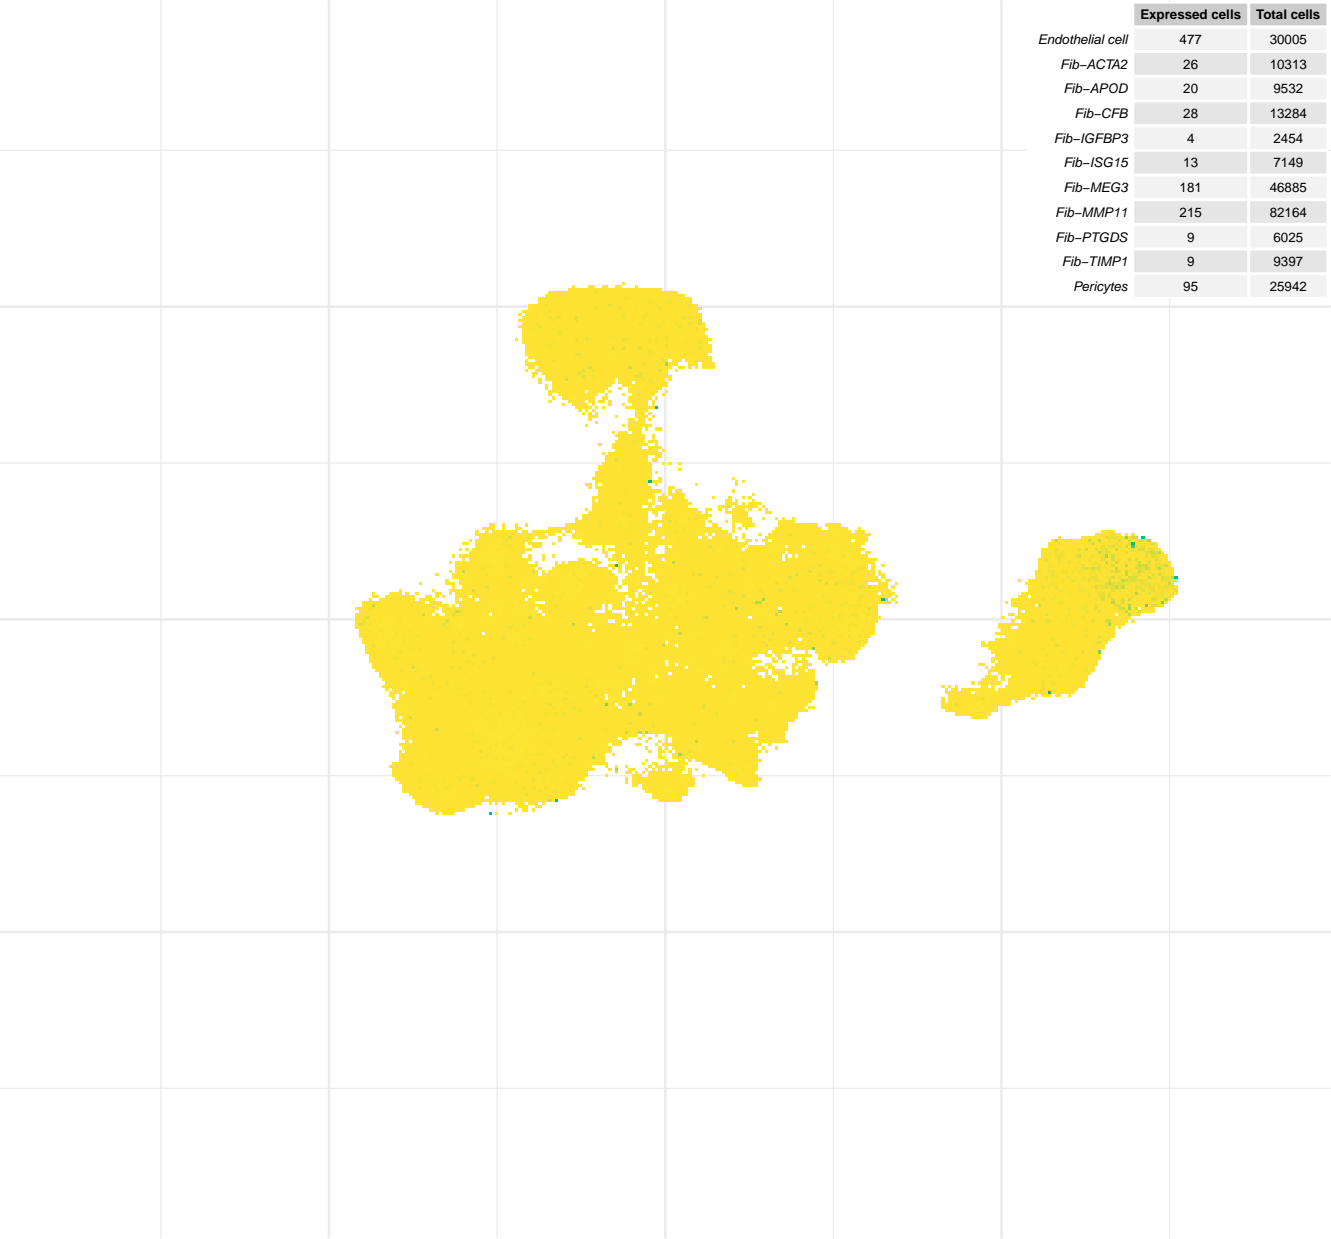 Expressed cells Total cells
Endothelial cell 477 30005
Fib−ACTA2 26 10313
Fib−APOD 20 9532
Fib−CFB 28 13284
Fib−IGFBP3 4 2454
Fib−ISG15 13 7149
Fib−MEG3 181 46885
Fib−MMP11 215 82164
Fib−PTGDS 9 6025
Fib−TIMP1 9 9397
Pericytes 95 25942